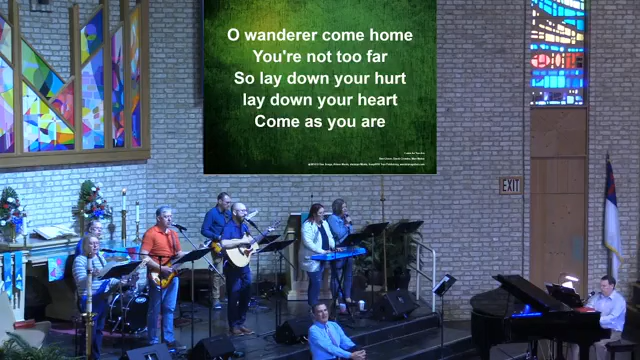 O wanderer come home
You're not too far
So lay down your hurt
lay down your heart
Come as you are
EXIT